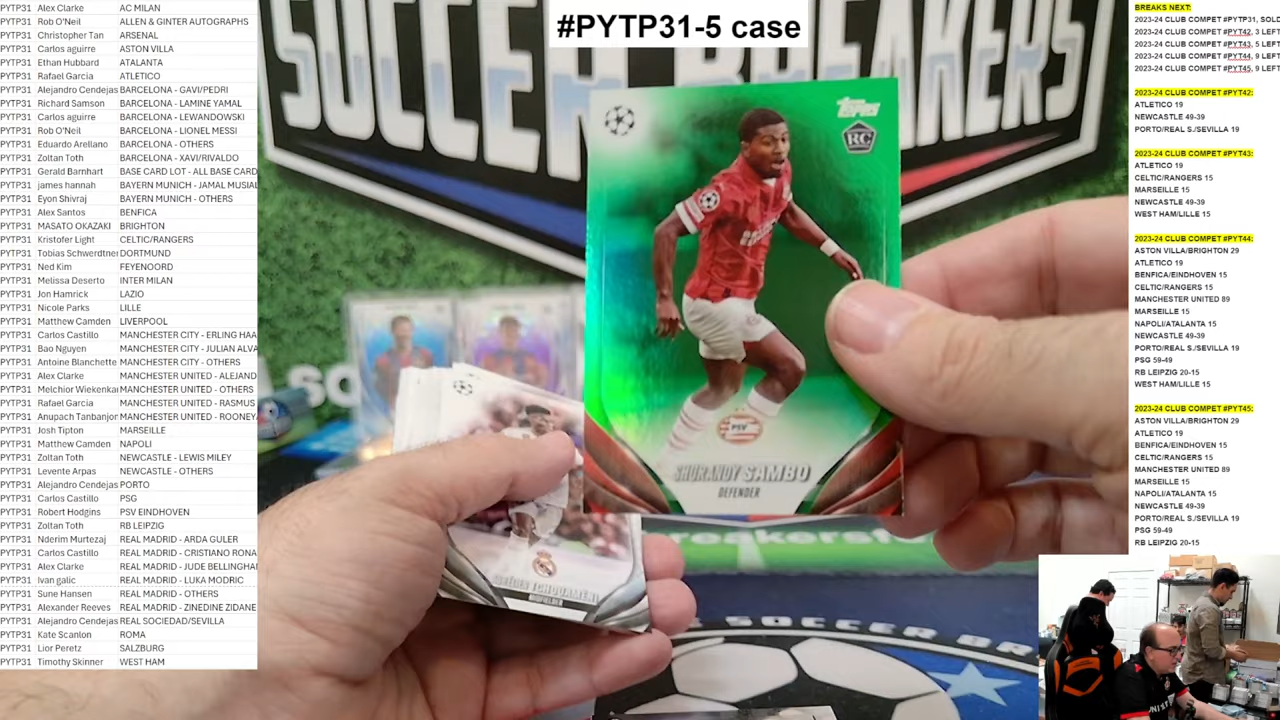 PYTP31 Alex Clarke AC MILAN
PYTP31 Rob O'Neil ALLEN & GINTER AUTOGRAPHS
PYTP31 Christopher Tan ARSENAL
PYTP31 Carlos aguirre ASTON VILLA
PYTP31 Ethan Hubbard ATALANTA
PYTP31 Rafael Garcia ATLETICO
PYTP31 Alejandro Cendejas BARCELONA - GAVI/PEDRI
PYTP31 Richard Samson BARCELONA - LAMINE YAMAL
PYTP31 Carlos aguirre BARCELONA - LEWANDOWSKI
PYTP31 Rob O'Neil BARCELONA - LIONEL MESSI
PYTP31 Eduardo Arellano BARCELONA - OTHERS
PYTP31 Zoltan Toth BARCELONA - XAVI/RIVALDO
PYTP31 Gerald Barnhart BASE CARD LOT - ALL BASE CARD
PYTP31 james hannah BAYERN MUNICH - JAMAL MUSIAL
PYTP31 Eyon Shivraj BAYERN MUNICH - OTHERS
PYTP31 Alex Santos BENFICA
PYTP31 MASATO OKAZAKI BRIGHTON
PYTP31 Kristofer Light CELTIC/RANGERS
PYTP31 Tobias Schwerdtner DORTMUND
PYTP31 Ned Kim FEYENOORD
PYTP31 Melissa Deserto INTER MILAN
PYTP31 Jon Hamrick LAZIO
PYTP31 Nicole Parks LILLE
PYTP31 Matthew Camden LIVERPOOL
PYTP31 Carlos Castillo MANCHESTER CITY - ERLING HAA
PYTP31 Bao Nguyen MANCHESTER CITY - JULIAN ALVA
PYTP31 Antoine Blanchette MANCHESTER CITY - OTHERS
PYTP31 Alex Clarke MANCHESTER UNITED - ALEJAND
PYTP31 Melchior Wiekenka MANCHESTER UNITED - OTHERS
PYTP31 Rafael Garcia MANCHESTER UNITED - RASMUS
PYTP31 Anupach Tanbanjor MANCHESTER UNITED - ROONEY
PYTP31 Josh Tipton MARSEILLE
PYTP31 Matthew Camden NAPOLI
PYTP31 Zoltan Toth NEWCASTLE - LEWIS MILEY
PYTP31 Levente Arpas NEWCASTLE - OTHERS
PYTP31 Alejandro Cendejas PORTO
PYTP31 Carlos Castillo PSG
PYTP31 Robert Hodgins PSV EINDHOVEN
PYTP31 Zoltan Toth RB LEIPZIG
PYTP31 Nderim Murtezaj REAL MADRID - ARDA GULER
PYTP31 Carlos Castillo REAL MADRID - CRISTIANO RONA
PYTP31 Alex Clarke REAL MADRID - JUDE BELLINGHA
PYTP31 Ivan galic REAL MADRID - LUKA MODRIC
PYTP31 Sune Hansen REAL MADRID - OTHERS
PYTP31 Alexander Reeves REAL MADRID - ZINEDINE ZIDANE
PYTP31 Alejandro Cendejas REAL SOCIEDAD/SEVILLA
PYTP31 Kate Scanlon ROMA
PYTP31 Lior Peretz SALZBURG
PYTP31 Timothy Skinner WEST HAM
#PYTP31-5 case
SOCCER BREAKERS
topps
RC
PSV
SHURANDY SAMBO
DEFENDER
TCHOUAMENI
MIDFIELDER
BREAKS NEXT:
2023-24 CLUB COMPET #PYTP31, SOLD
2023-24 CLUB COMPET #PYT42, 3 LEFT
2023-24 CLUB COMPET #PYT43, 5 LEFT
2023-24 CLUB COMPET #PYT44, 9 LEFT
2023-24 CLUB COMPET #PYT45, 9 LEFT
2023-24 CLUB COMPET #PYT42:
ATLETICO 19
NEWCASTLE 49-39
PORTO/REAL S./SEVILLA 19
2023-24 CLUB COMPET #PYT43:
ATLETICO 19
CELTIC/RANGERS 15
MARSEILLE 15
NEWCASTLE 49-39
WEST HAM/LILLE 15
2023-24 CLUB COMPET #PYT44:
ASTON VILLA/BRIGHTON 29
ATLETICO 19
BENFICA/EINDHOVEN 15
CELTIC/RANGERS 15
MANCHESTER UNITED 89
MARSEILLE 15
NAPOLI/ATALANTA 15
NEWCASTLE 49-39
PORTO/REAL S./SEVILLA 19
PSG 59-49
RB LEIPZIG 20-15
WEST HAM/LILLE 15
2023-24 CLUB COMPET #PYT45:
ASTON VILLA/BRIGHTON 29
ATLETICO 19
BENFICA/EINDHOVEN 15
CELTIC/RANGERS 15
MANCHESTER UNITED 89
MARSEILLE 15
NAPOLI/ATALANTA 15
NEWCASTLE 49-39
PORTO/REAL S./SEVILLA 19
PSG 59-49
RB LEIPZIG 20-15